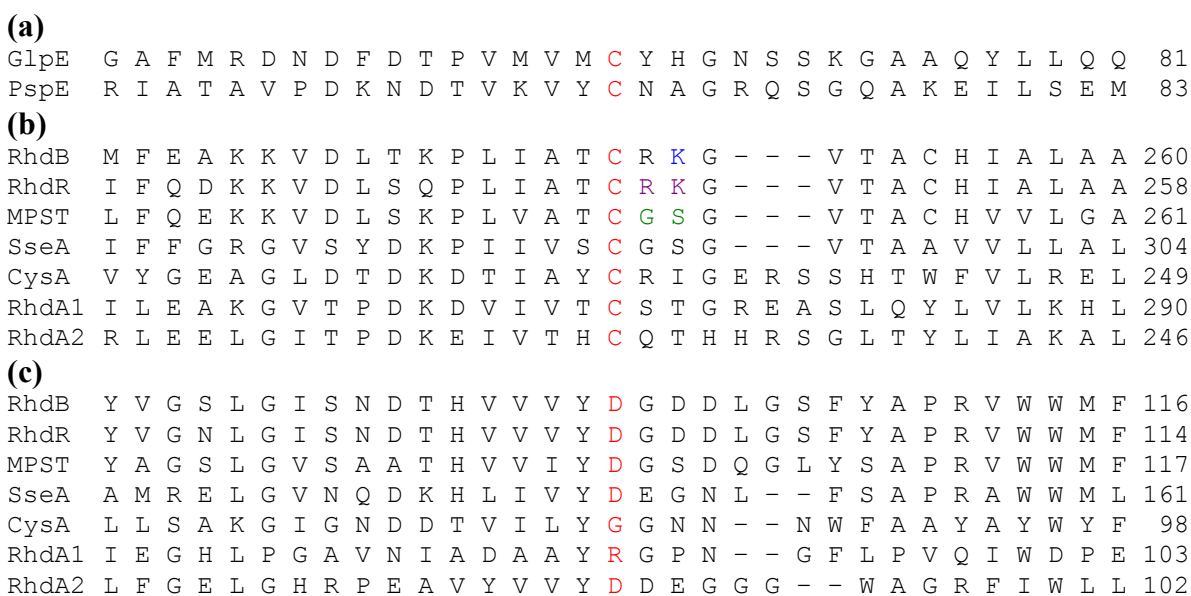 (a)
GlpE G A F M R D N D F D T P V M V M C Y H G N S S K G A A Q Y L L Q Q 81
PspE R I A T A V P D K N D T V K V Y C N A G R Q S G Q A K E I L S E M 83
(b)
RhdB M F E A K K V D L T K P L I A T C R K G – – – V T A C H I A L A A 260
RhdR I F Q D K K V D L S Q P L I A T C R K G – – – V T A C H I A L A A 258
MPST L F Q E K K V D L S K P L V A T C G S G – – – V T A C H V V L G A 261
SseA I F F G R G V S Y D K P I I V S C G S G – – – V T A A V V L L A L 304
CysA V Y G E A G L D T D K D T I A Y C R I G E R S S H T W F V L R E L 249
RhdA1 I L E A K G V T P D K D V I V T C S T G R E A S L Q Y L V L K H L 290
RhdA2 R L E E L G I T P D K E I V T H C Q T H H R S G L T Y L I A K A L 246
(c)
RhdB Y V G S L G I S N D T H V V V Y D G D D L G S F Y A P R V W W M F 116
RhdR Y V G N L G I S N D T H V V V Y D G D D L G S F Y A P R V W W M F 114
MPST Y A G S L G V S A A T H V V I Y D G S D Q G L Y S A P R V W W M F 117
SseA A M R E L G V N Q D K H L I V Y D E G N L – – F S A P R A W W M L 161
CysA L L S A K G I G N D D T V I L Y G G N N – – N W F A A Y A Y W Y F 98
RhdA1 I E G H L P G A V N I A D A A Y R G P N – – G F L P V Q I W D P E 103
RhdA2 L F G E L G H R P E A V Y V V Y D D E G G G – – W A G R F I W L L 102